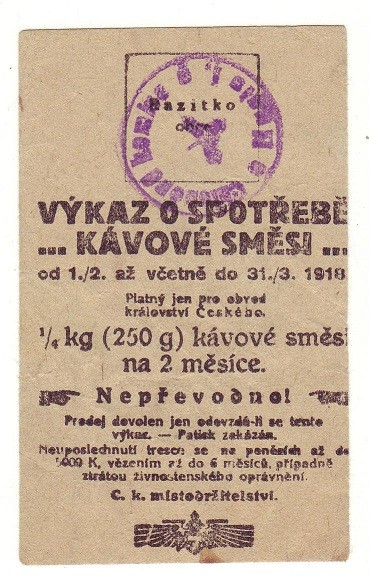 Razítko
obce
VÝKAZ O SPOTŘEBĚ
... KÁVOVÉ SMĚSI ...
od 1./2. až včetně do 31./3. 1918
Platný jen pro obvod
království Českého.
¼ kg (250 g) kávové směsi
na 2 měsíce.
Nepřevodno!
Prodej dovolen jen odevzdá-li se tento
výkaz. — Patisk zakázán.
Neuposlechnutí tresce se na penězích až do
5000 K, vězením až do 6 měsíců, případně
ztrátou živnostenského oprávnění.
C. k. místodržitelství.